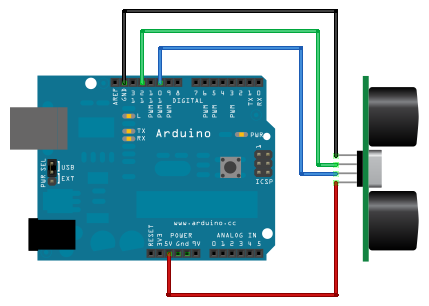 AREF
GND
13
12
PWM 11
PWM 10
PWM 9
8
7
PWM 6
PWM 5
4
PWM 3
2
TX 1
RX 0
DIGITAL
L
TX
RX
Arduino
PWR
1
ICSP
PWR SEL
USB
EXT
www.arduino.cc
POWER
ANALOG IN
RESET
3V3
5V Gnd 9V
0 1 2 3 4 5